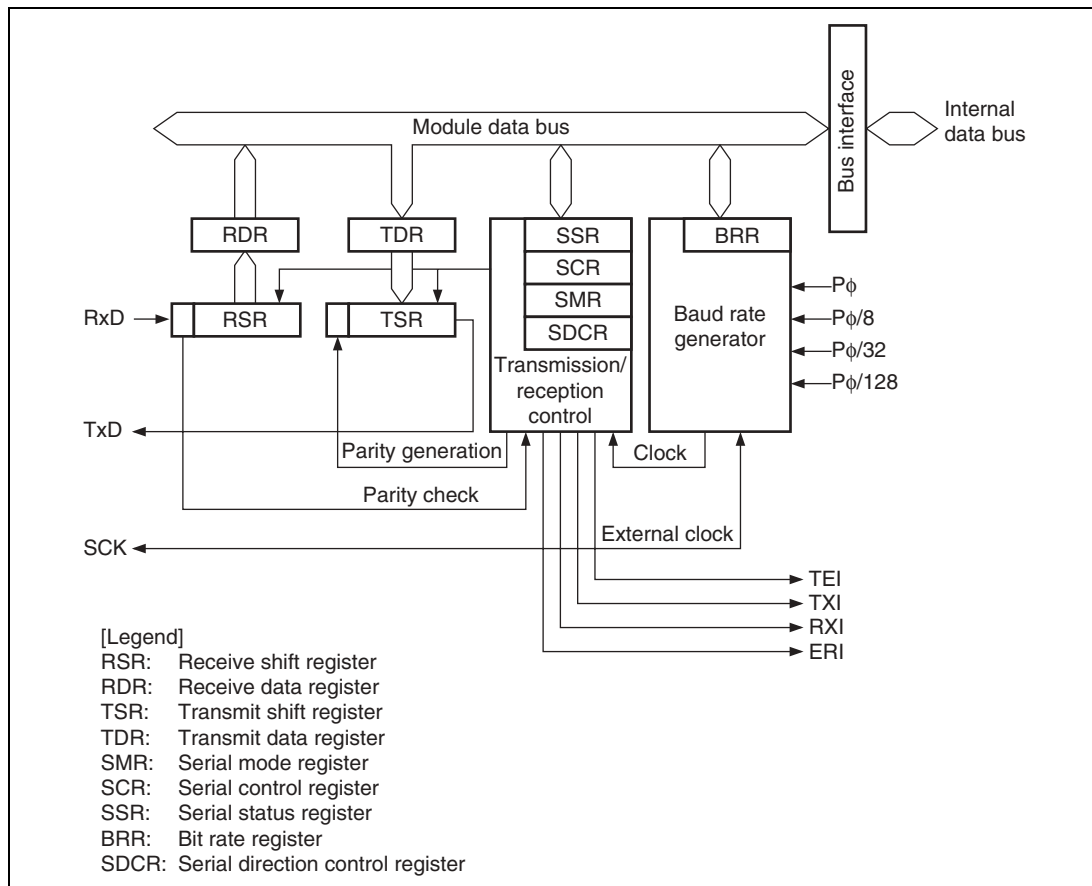 Bus interface
Internal
data bus
Module data bus
RDR
TDR
SSR
SCR
SMR
SDCR
BRR
RxD
RSR
TSR
Transmission/
reception
control
Baud rate
generator
Pϕ
Pϕ/8
Pϕ/32
Pϕ/128
TxD
Parity generation
Clock
Parity check
SCK
External clock
TEI
TXI
RXI
ERI
[Legend]
RSR: Receive shift register
RDR: Receive data register
TSR: Transmit shift register
TDR: Transmit data register
SMR: Serial mode register
SCR: Serial control register
SSR: Serial status register
BRR: Bit rate register
SDCR: Serial direction control register